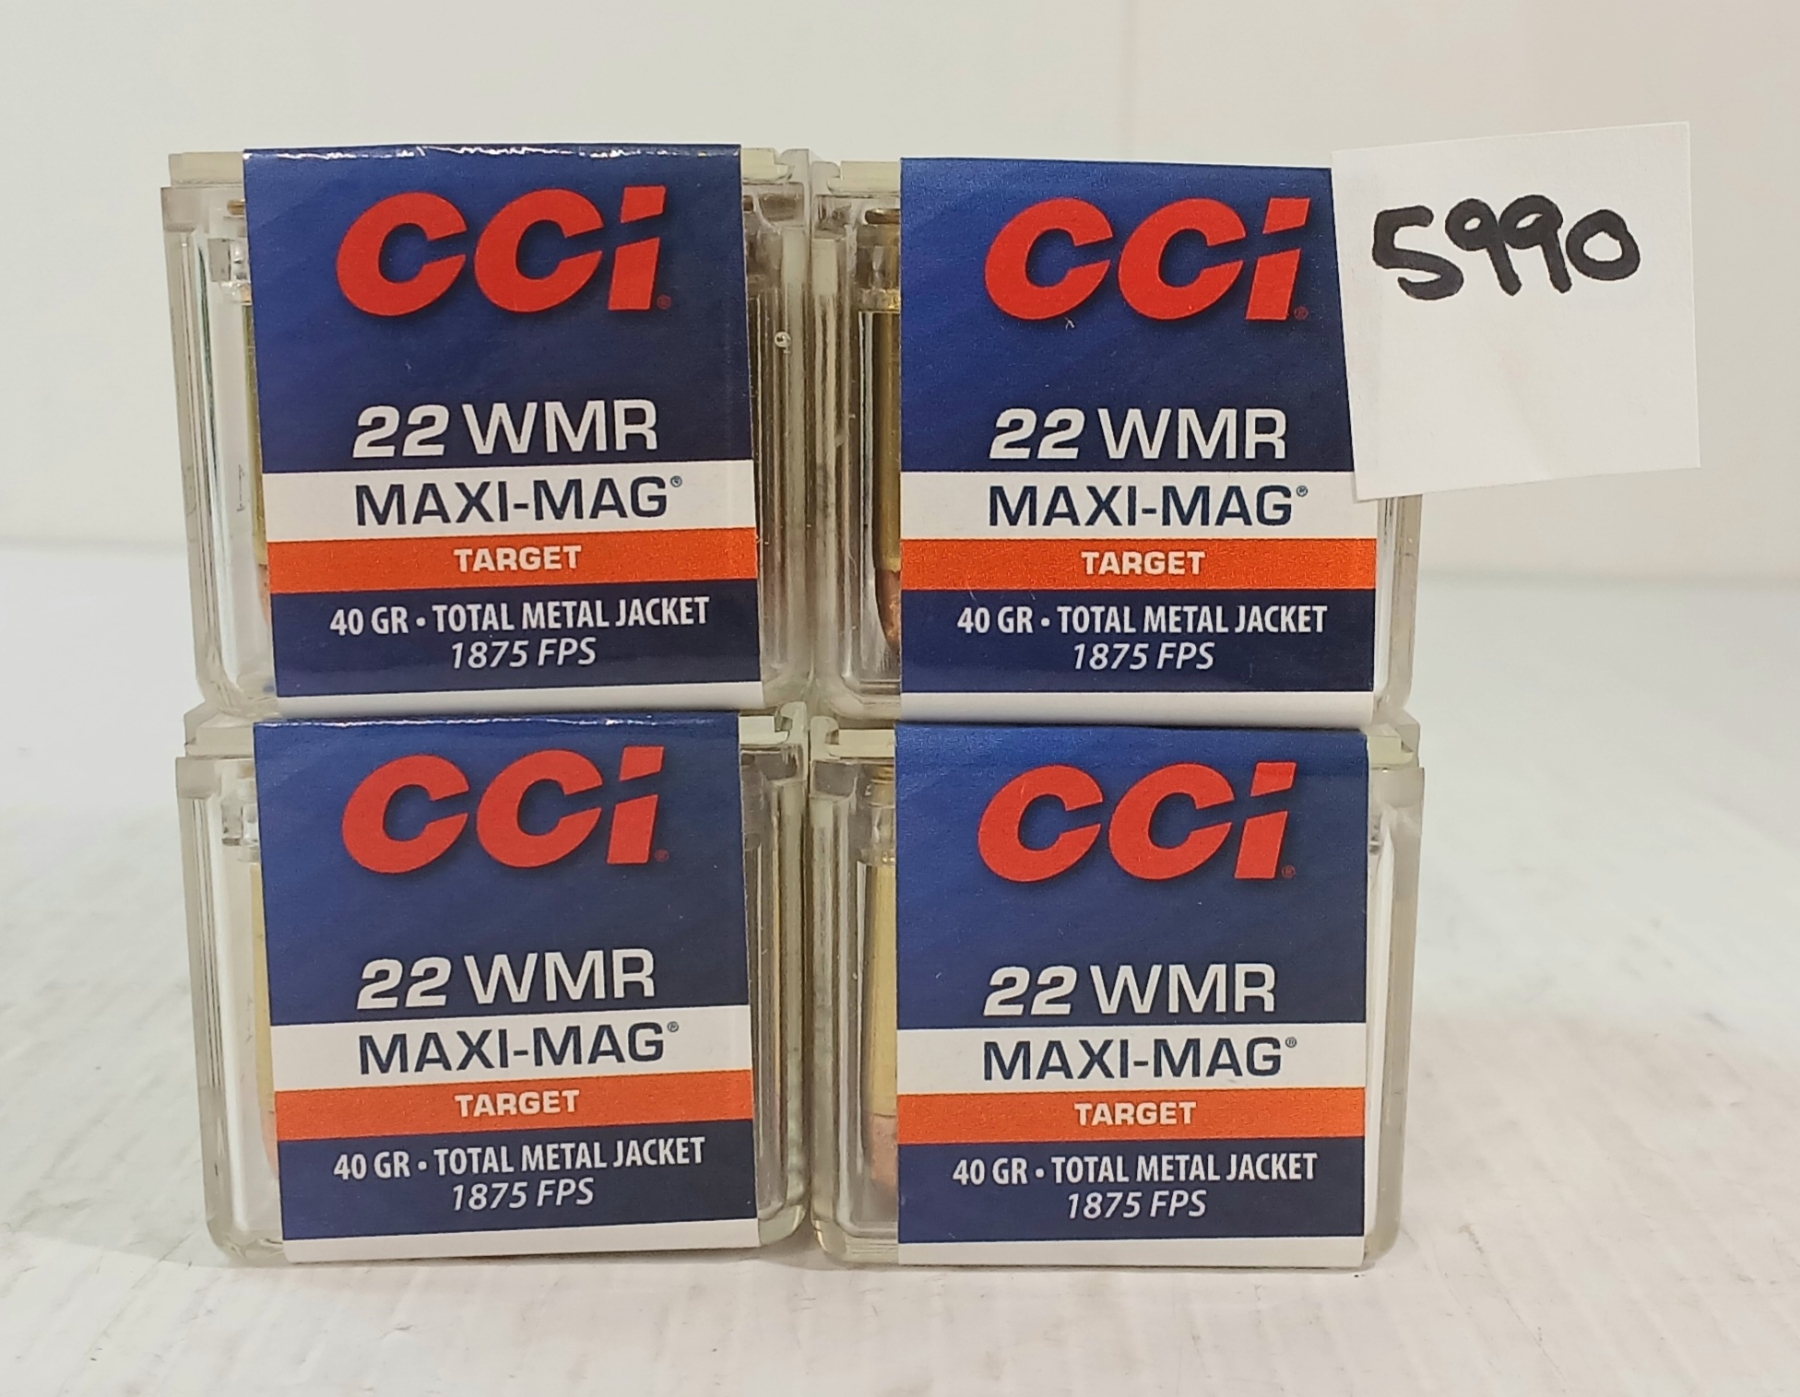 CCi®
22 WMR
MAXI-MAG®
TARGET
40 GR • TOTAL METAL JACKET
1875 FPS
CCi®
22 WMR
MAXI-MAG®
TARGET
40 GR • TOTAL METAL JACKET
1875 FPS
5990
CCi®
22 WMR
MAXI-MAG®
TARGET
40 GR • TOTAL METAL JACKET
1875 FPS
CCi®
22 WMR
MAXI-MAG®
TARGET
40 GR • TOTAL METAL JACKET
1875 FPS